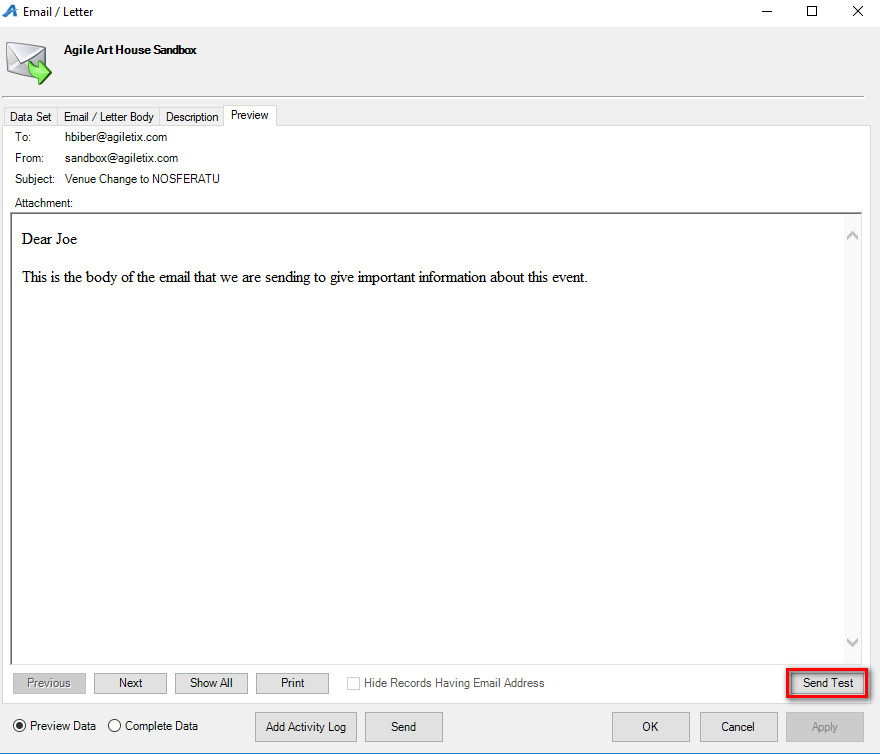 Email / Letter
Agile Art House Sandbox
Data Set Email / Letter Body Description Preview
To: hbiber@agiletix.com
From: sandbox@agiletix.com
Subject: Venue Change to NOSFERATU
Attachment:
Dear Joe
This is the body of the email that we are sending to give important information about this event.
Previous Next Show All Print Hide Records Having Email Address Send Test
Preview Data Complete Data Add Activity Log Send OK Cancel Apply